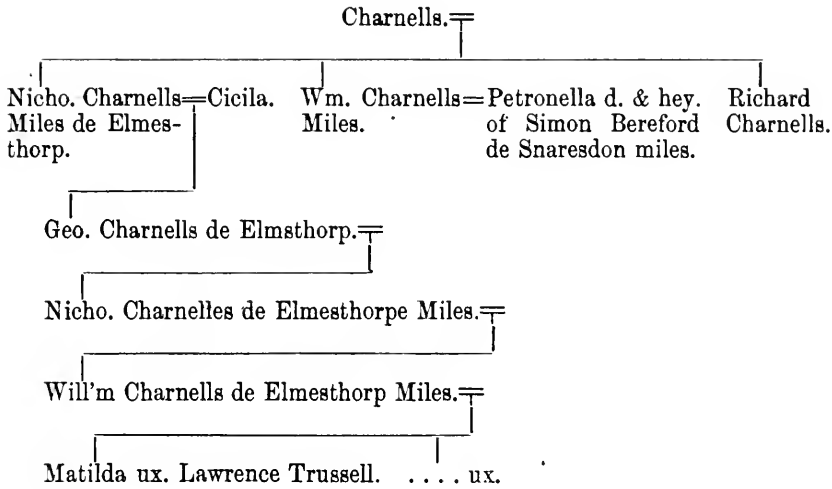 Charnells.
Nicho. Charnells=Cicila. Wm. Charnells=Petronella d. & hey. Richard
Miles de Elmes- Miles. of Simon Bereford Charnells.
thorp. de Snaresdon miles.
Geo. Charnells de Elmsthorp.
Nicho. Charnelles de Elmesthorpe Miles.
Will'm Charnells de Elmesthorp Miles.
Matilda ux. Lawrence Trussell. . . . . ux.